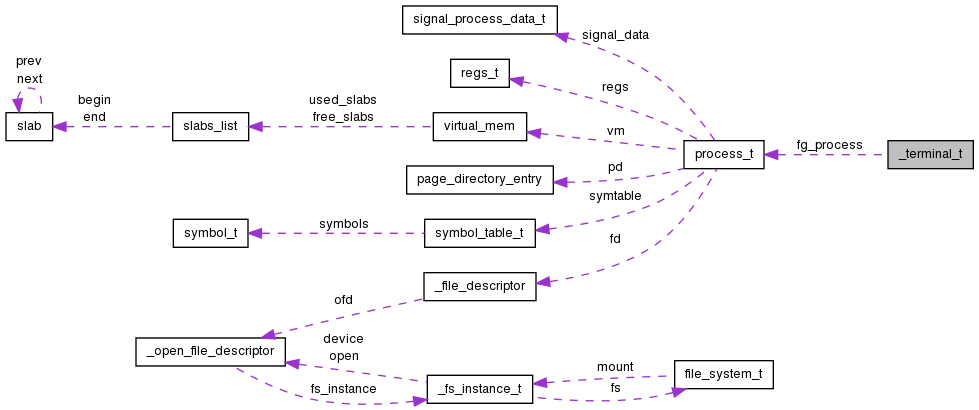 signal_process_data_t
signal_data
prev
next
regs_t
regs
begin
end
used_slabs
free_slabs
slab
slabs_list
virtual_mem
vm
process_t
fg_process
_terminal_t
page_directory_entry
pd
symtable
symbol_t
symbols
symbol_table_t
fd
_file_descriptor
ofd
_open_file_descriptor
device
open
fs_instance
_fs_instance_t
mount
fs
file_system_t